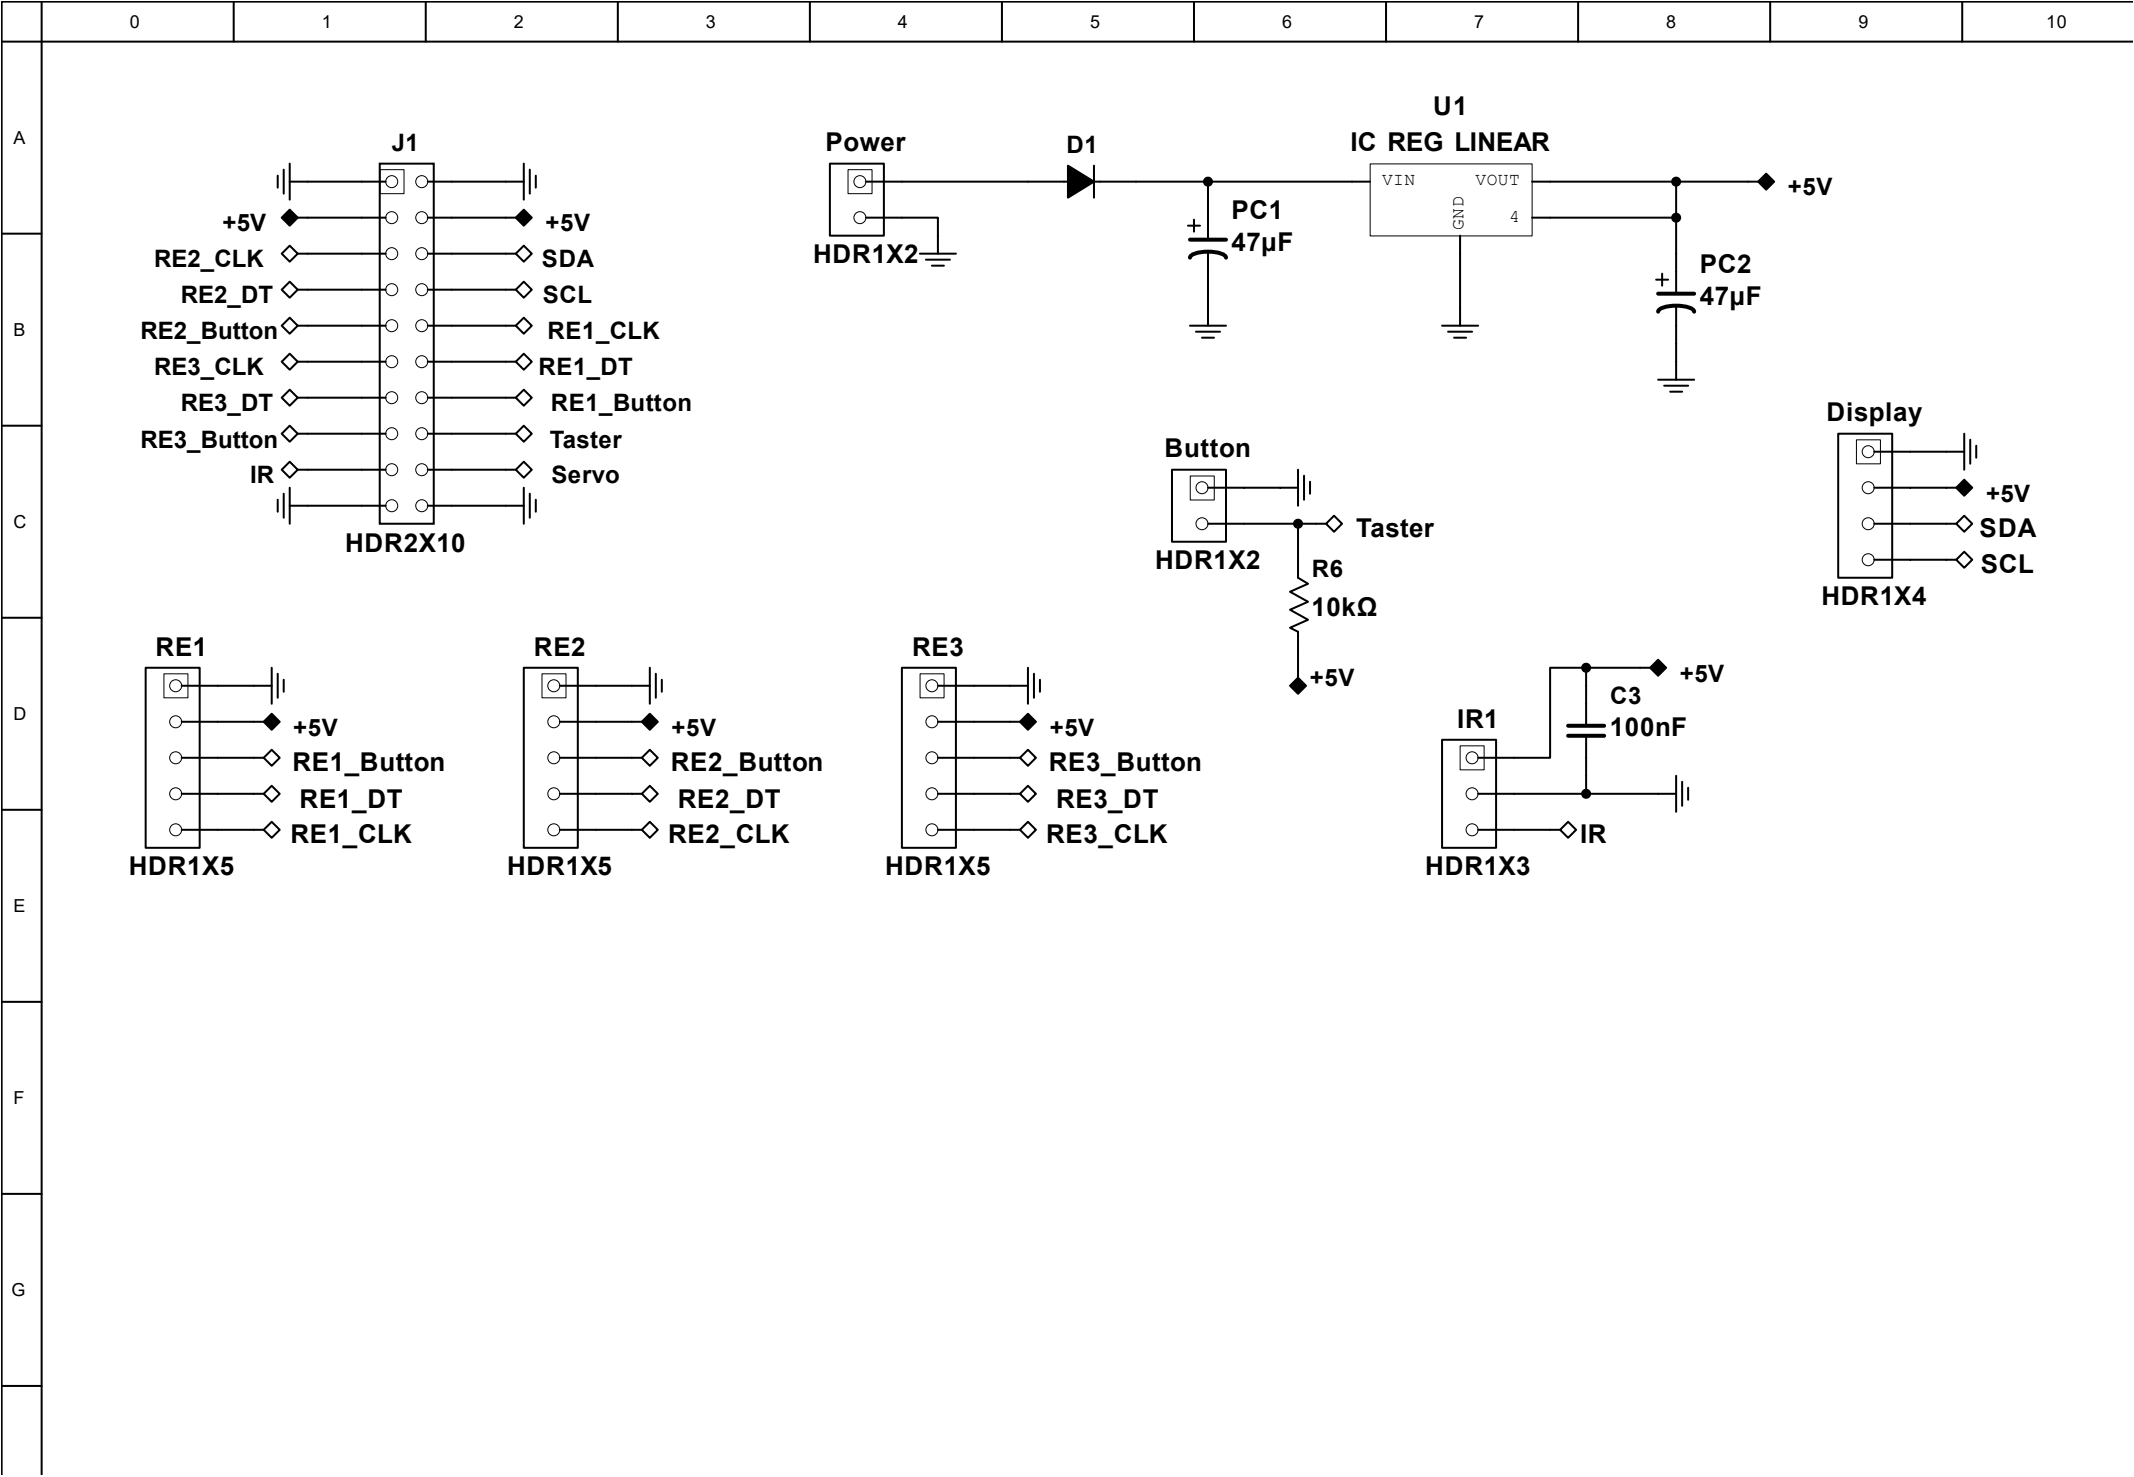 0 1 2 3 4 5 6 7 8 9 10
A
B
C
D
E
F
G
J1
+5V
RE2_CLK
RE2_DT
RE2_Button
RE3_CLK
RE3_DT
RE3_Button
IR
+5V
SDA
SCL
RE1_CLK
RE1_DT
RE1_Button
Taster
Servo
HDR2X10
Power
HDR1X2
D1
PC1
47µF
U1
IC REG LINEAR
VIN
VOUT
GND
4
+5V
PC2
47µF
Button
HDR1X2
Taster
R6
10kΩ
+5V
Display
+5V
SDA
SCL
HDR1X4
RE1
+5V
RE1_Button
RE1_DT
RE1_CLK
HDR1X5
RE2
+5V
RE2_Button
RE2_DT
RE2_CLK
HDR1X5
RE3
+5V
RE3_Button
RE3_DT
RE3_CLK
HDR1X5
IR1
+5V
C3
100nF
IR
HDR1X3